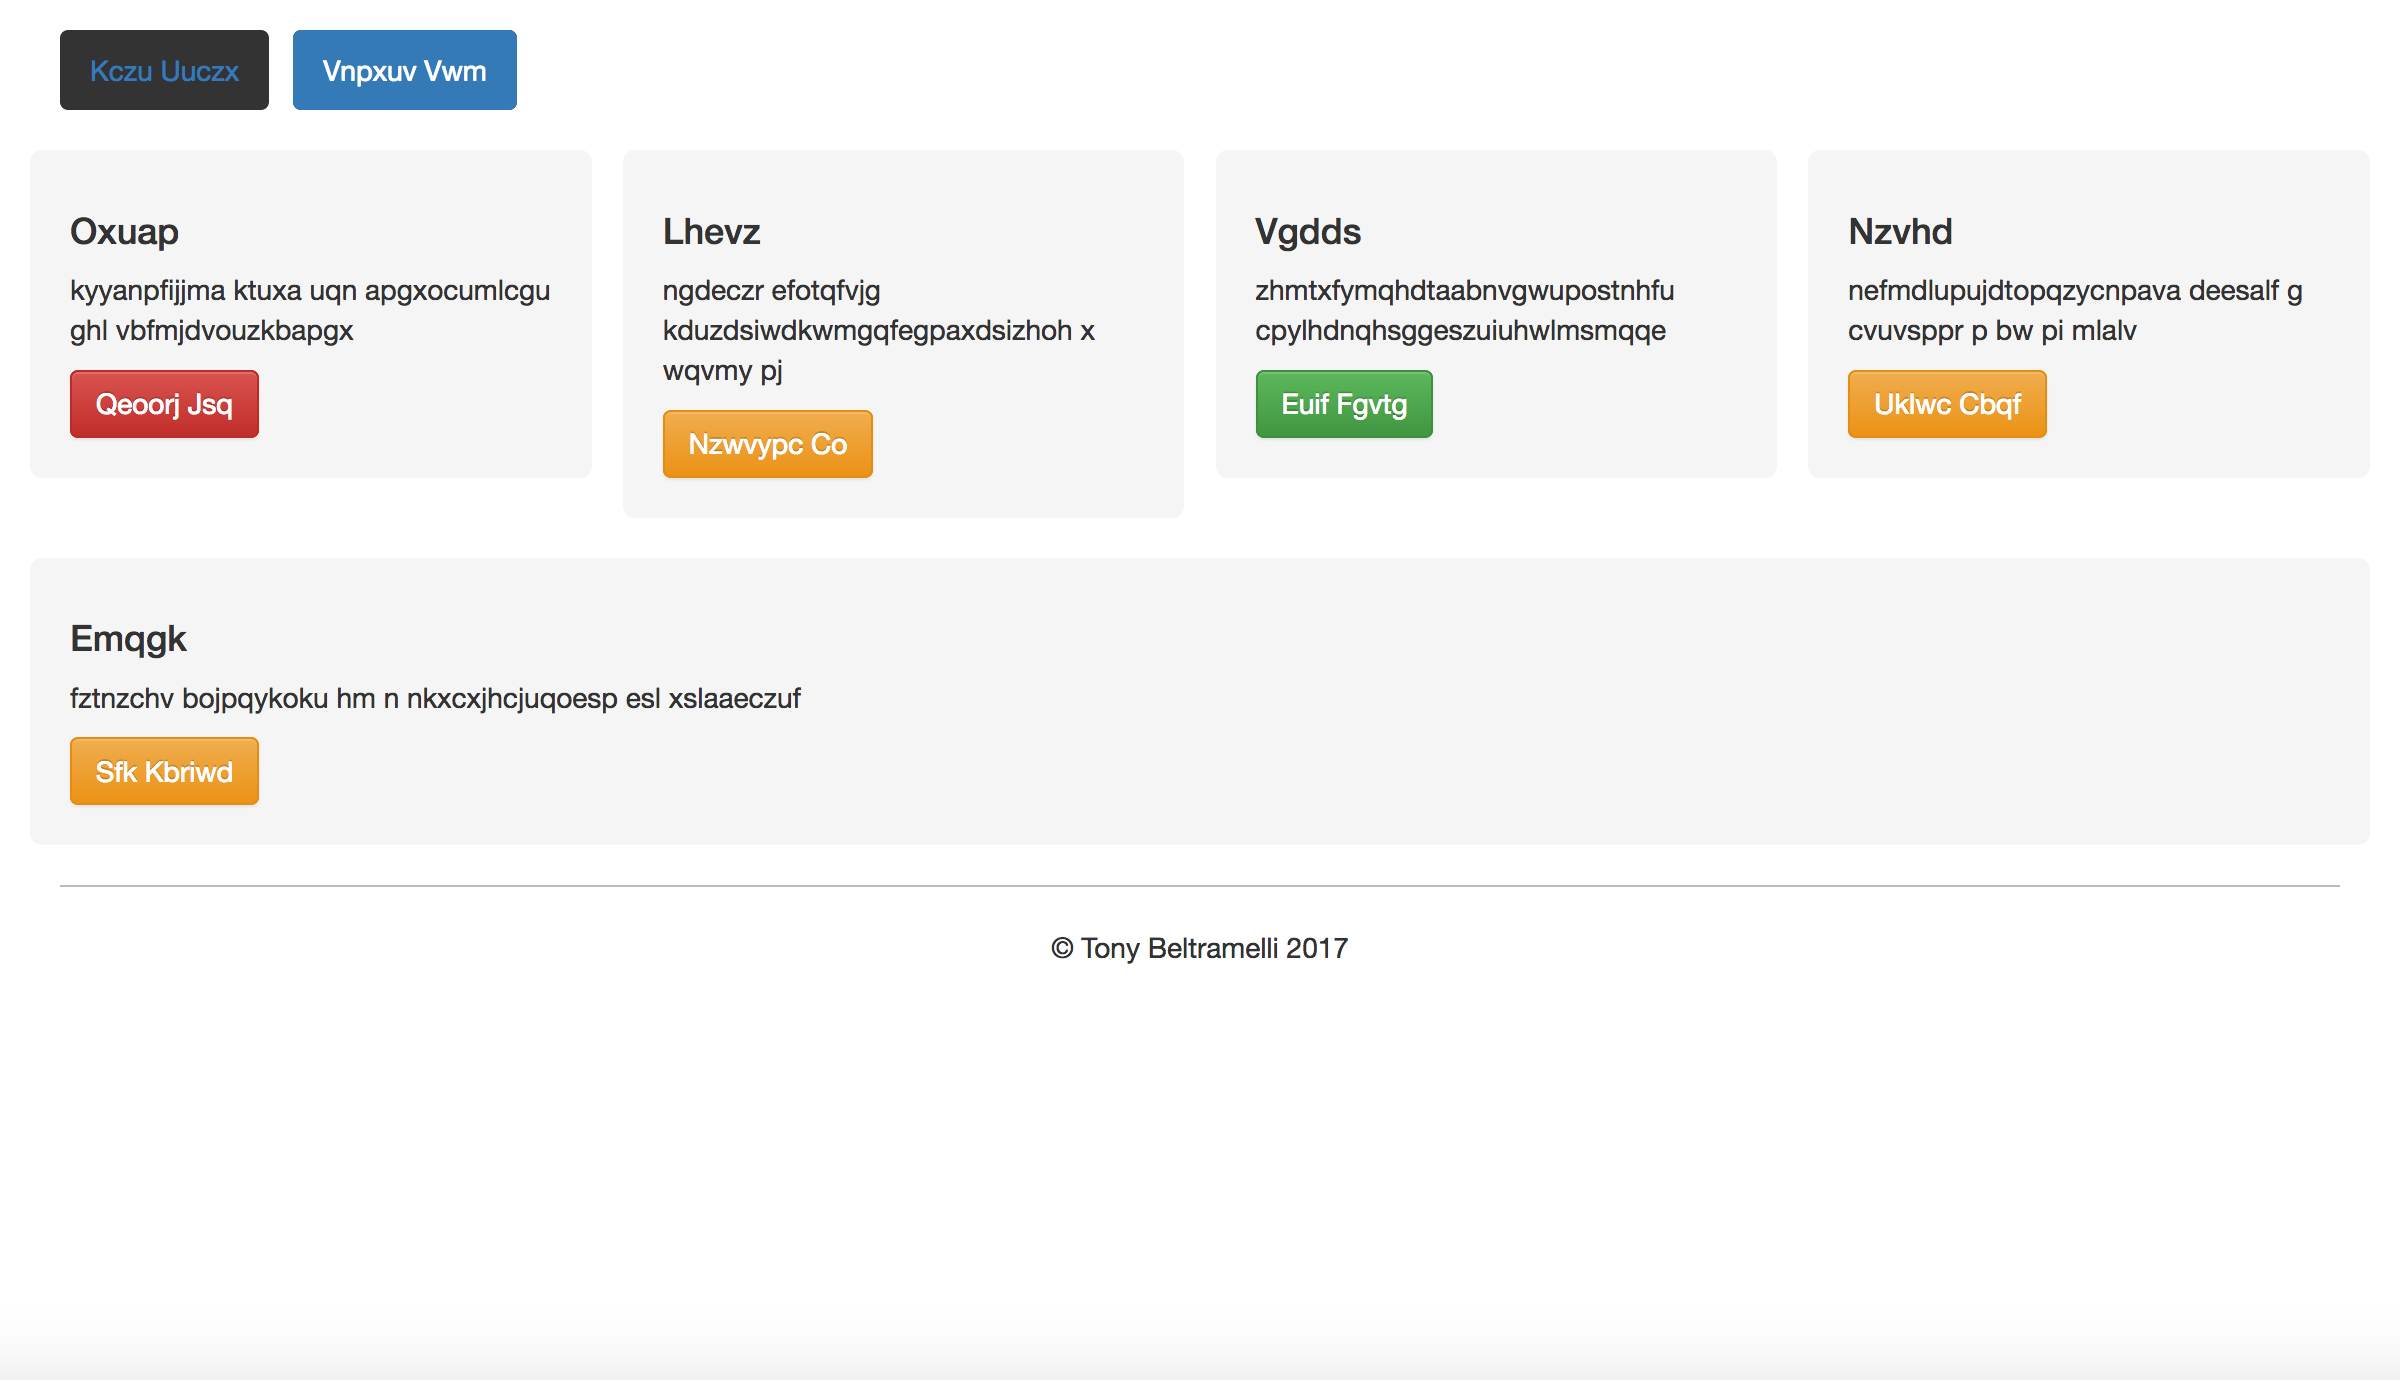 Kczu Uuczx
Vnpxuv Vwm
Oxuap
kyyanpfijjma ktuxa uqn apgxocumlcgu
ghl vbfmjdvouzkbapgx
Qeoorj Jsq
Lhevz
ngdeczr efotqfvjg
kduzdsiwdkwmgqfegpaxdsizhoh x
wqvmy pj
Nzwvypc Co
Vgdds
zhmtxfymqhdtaabnvgwupostnhfu
cpylhdnqhsggeszuiuhwlmsmqqe
Euif Fgvtg
Nzvhd
nefmdlupujdtopqzycnpava deesalf g
cvuvsppr p bw pi mlalv
Uklwc Cbqf
Emqgk
fztnzchv bojpqykoku hm n nkxcxjhcjuqoesp esl xslaaeczuf
Sfk Kbriwd
© Tony Beltramelli 2017